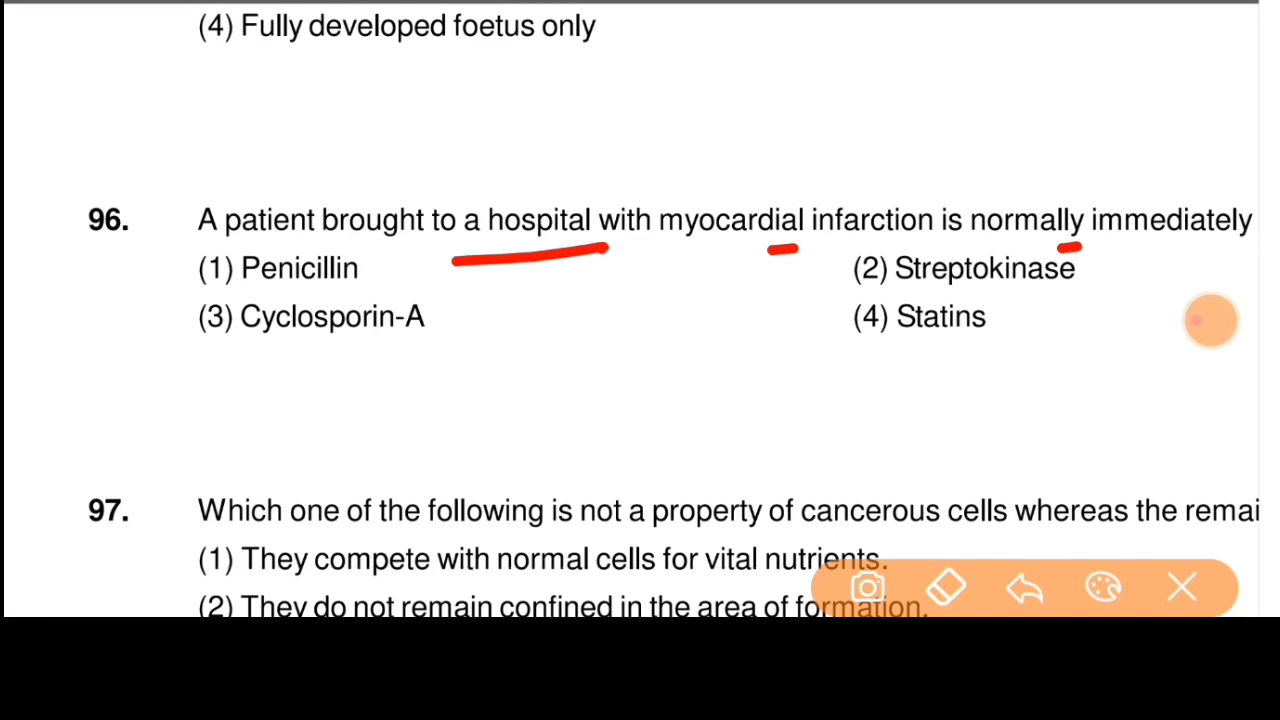 (4) Fully developed foetus only
96. A patient brought to a hospital with myocardial infarction is normally immediately
(1) Penicillin (2) Streptokinase
(3) Cyclosporin-A (4) Statins
97. Which one of the following is not a property of cancerous cells whereas the remai
(1) They compete with normal cells for vital nutrients.
(2) They do not remain confined in the area of formation.